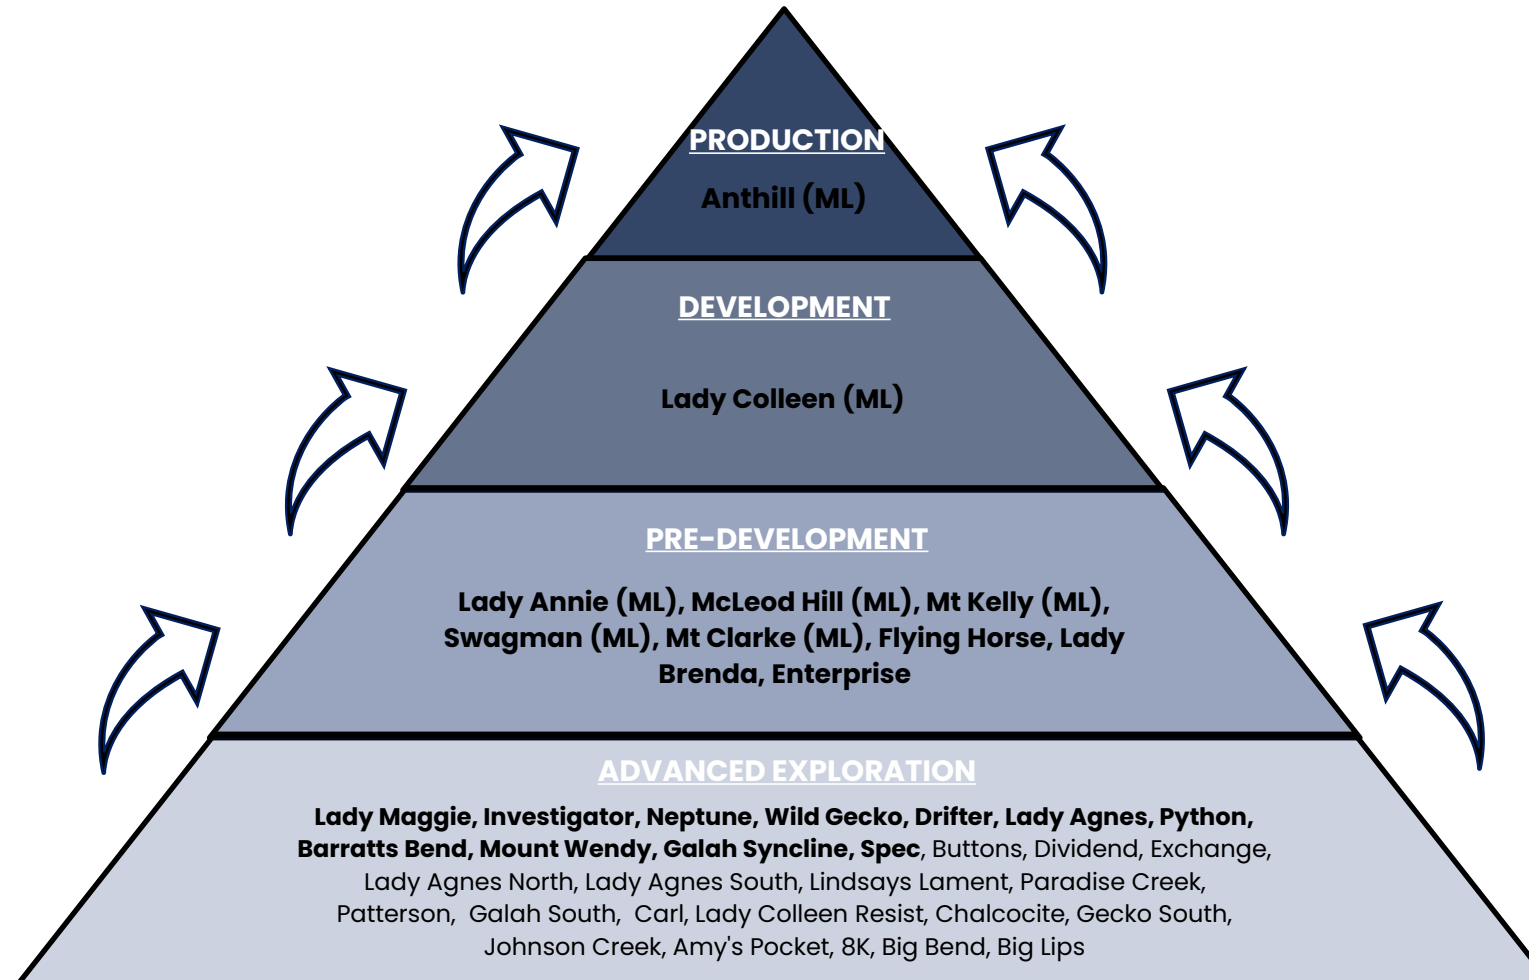 PRODUCTION
Anthill (ML)
DEVELOPMENT
Lady Colleen (ML)
PRE-DEVELOPMENT
Lady Annie (ML), McLeod Hill (ML), Mt Kelly (ML),
Swagman (ML), Mt Clarke (ML), Flying Horse, Lady
Brenda, Enterprise
ADVANCED EXPLORATION
Lady Maggie, Investigator, Neptune, Wild Gecko, Drifter, Lady Agnes, Python,
Barratts Bend, Mount Wendy, Galah Syncline, Spec, Buttons, Dividend, Exchange,
Lady Agnes North, Lady Agnes South, Lindsays Lament, Paradise Creek,
Patterson, Galah South, Carl, Lady Colleen Resist, Chalcocite, Gecko South,
Johnson Creek, Amy's Pocket, 8K, Big Bend, Big Lips